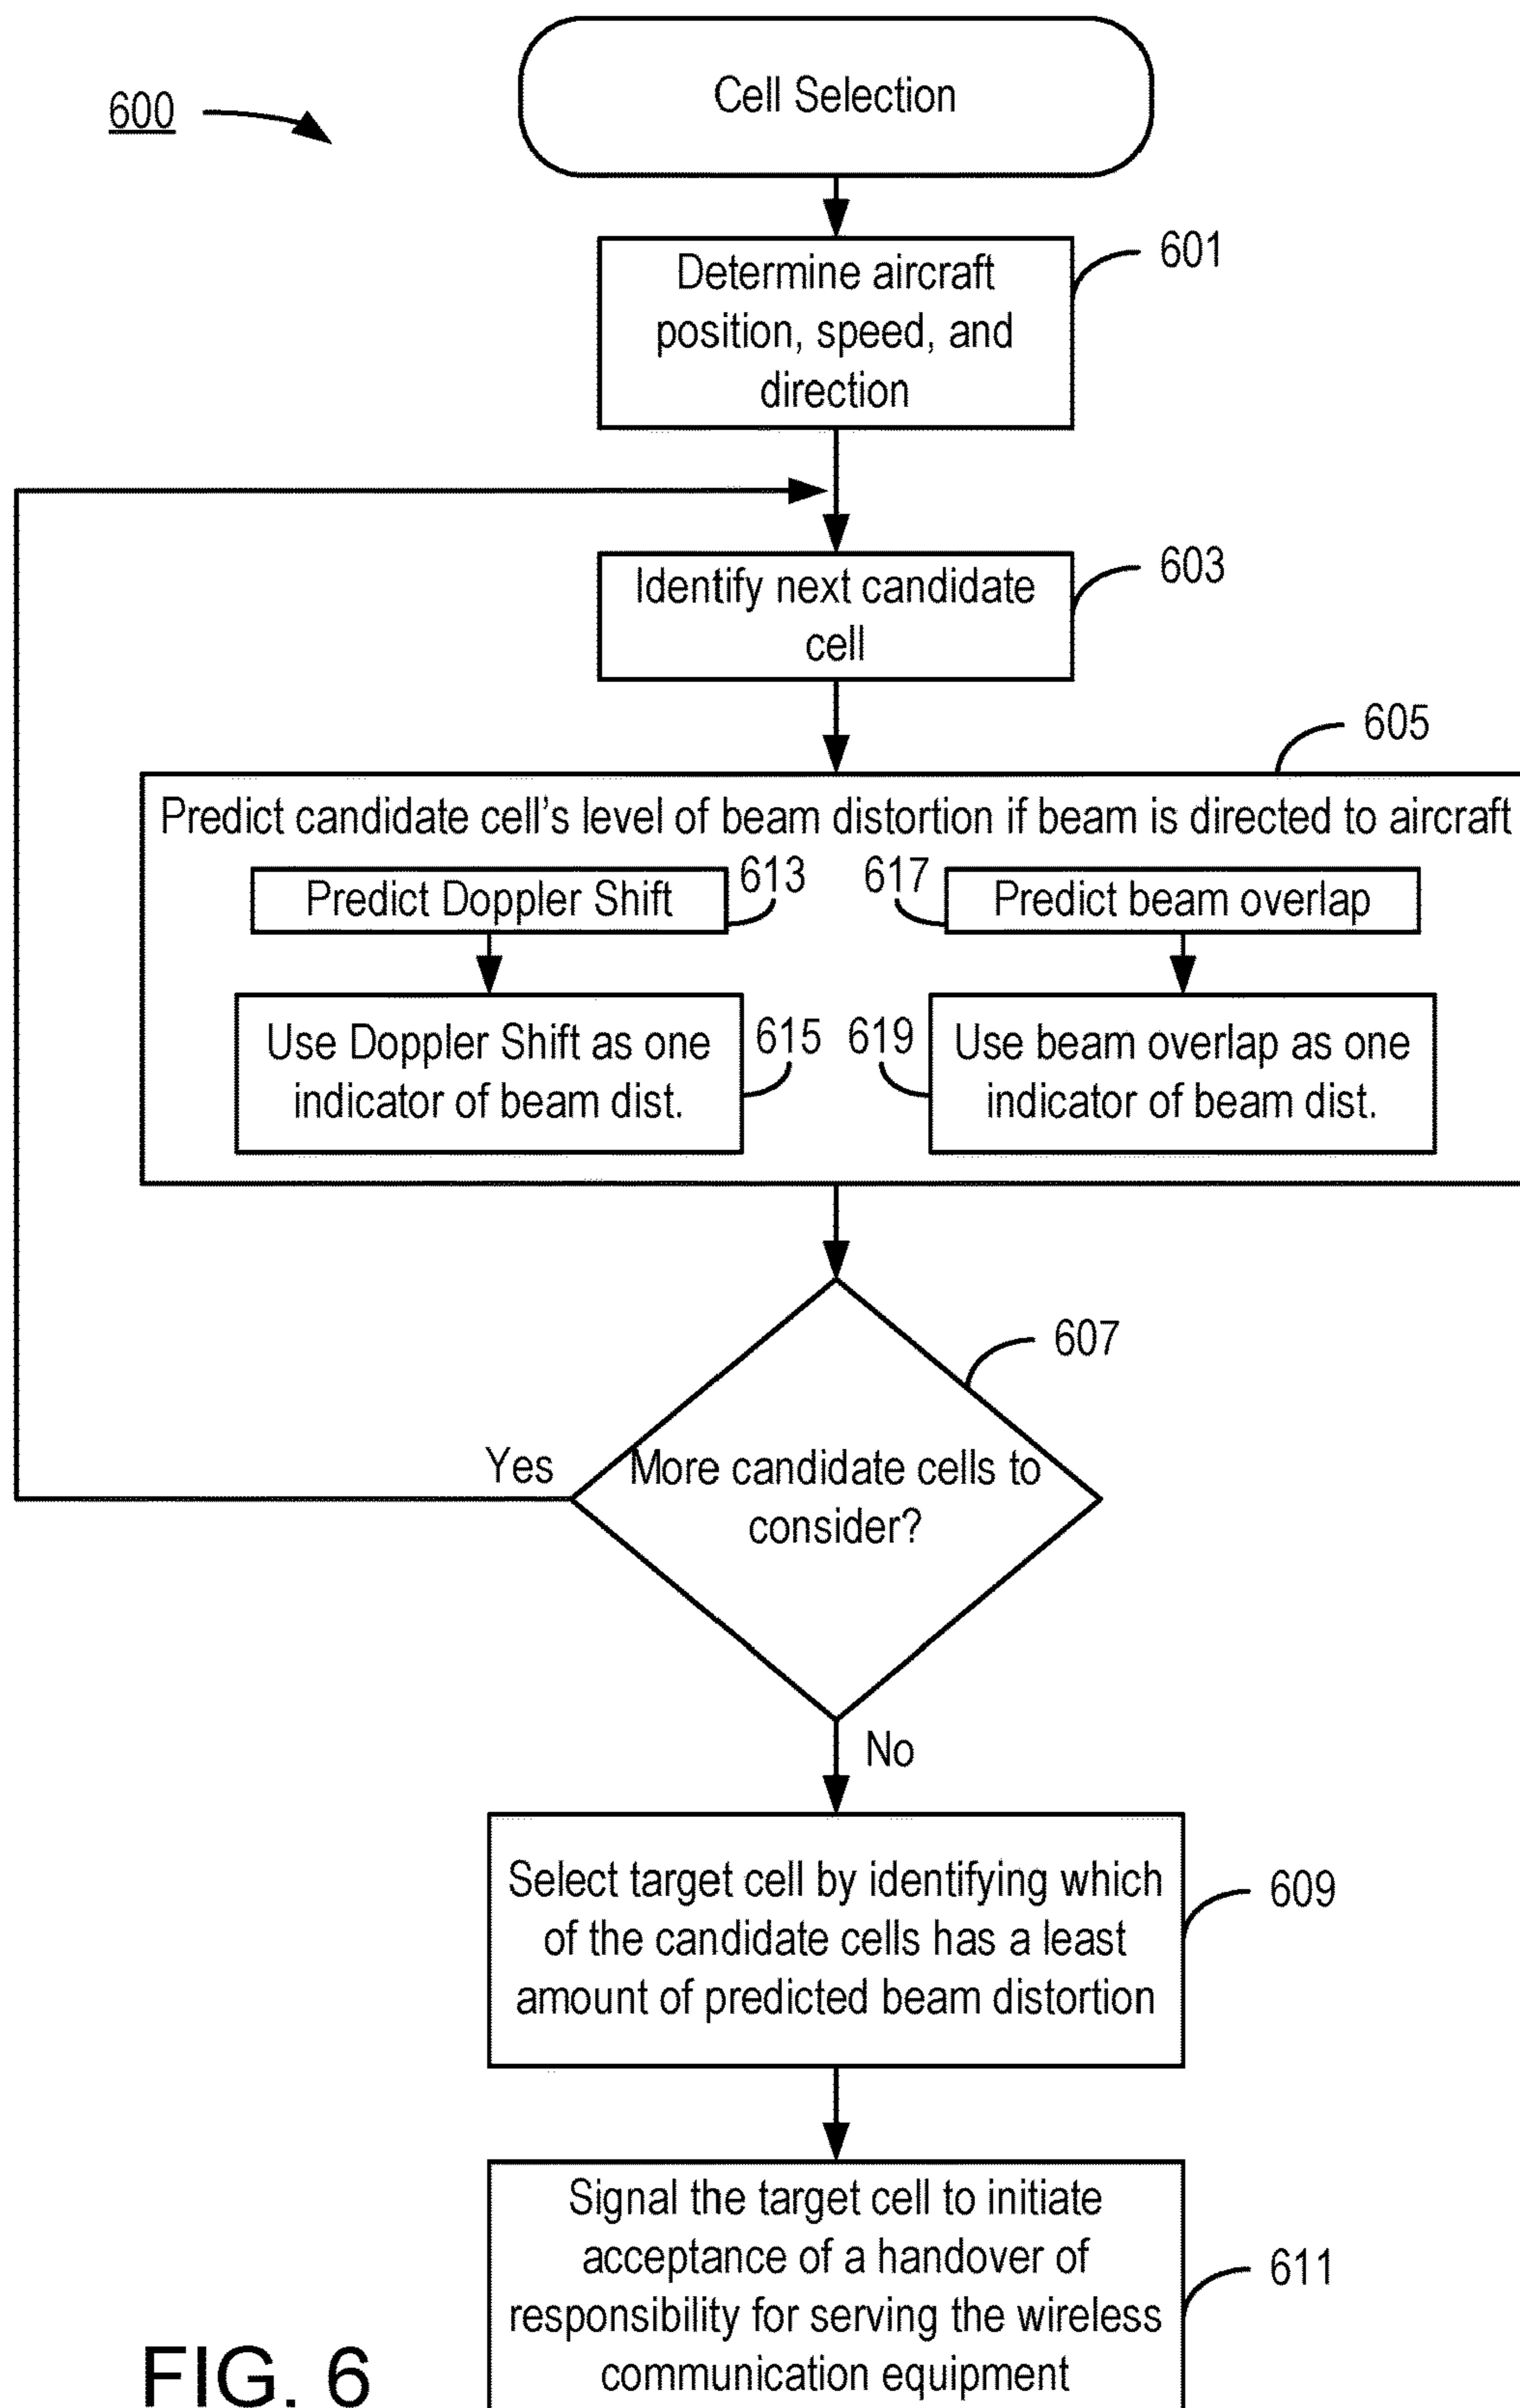 600
Cell Selection
Determine aircraft
position, speed, and
direction
601
Identify next candidate
cell
603
605
Predict candidate cell's level of beam distortion if beam is directed to aircraft
Predict Doppler Shift
613
617
Predict beam overlap
Use Doppler Shift as one
indicator of beam dist.
615
619
Use beam overlap as one
indicator of beam dist.
607
Yes
More candidate cells to
consider?
No
Select target cell by identifying which
of the candidate cells has a least
amount of predicted beam distortion
609
Signal the target cell to initiate
acceptance of a handover of
responsibility for serving the wireless
communication equipment
611
FIG. 6